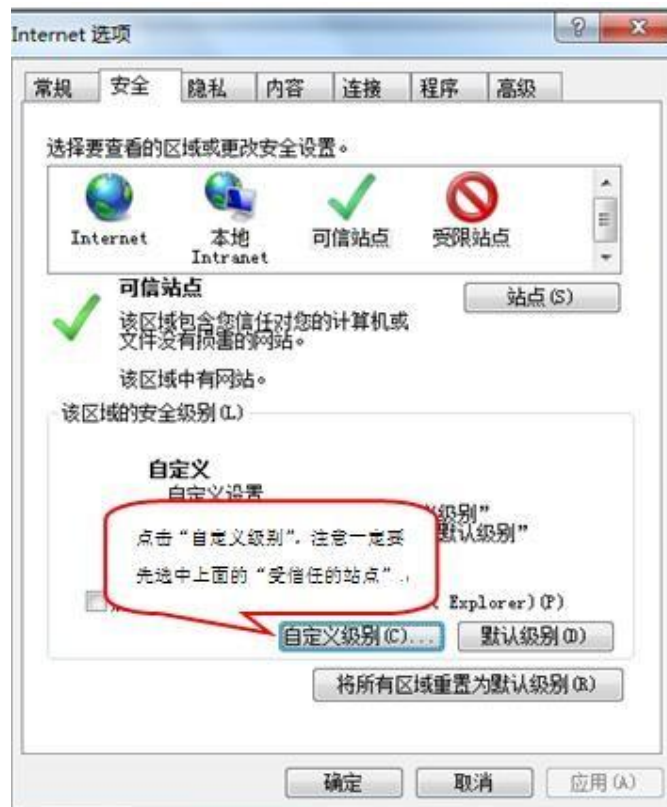 Internet 选项
常规 安全 隐私 内容 连接 程序 高级
选择要查看的区域或更改安全设置。
Internet 本地 Intranet 可信站点 受限站点
可信站点
站点(S)
该区域包含您信任对您的计算机或
文件没有损害的网站。
该区域中有网站。
该区域的安全级别(L)
自定义
自定义设置
级别”
默认级别”
点击“自定义级别”，注意一定要
先选中上面的“受信任的站点”.
Explorer)(P)
自定义级别(C)... 默认级别(D)
将所有区域重置为默认级别(R)
确定 取消 应用(A)